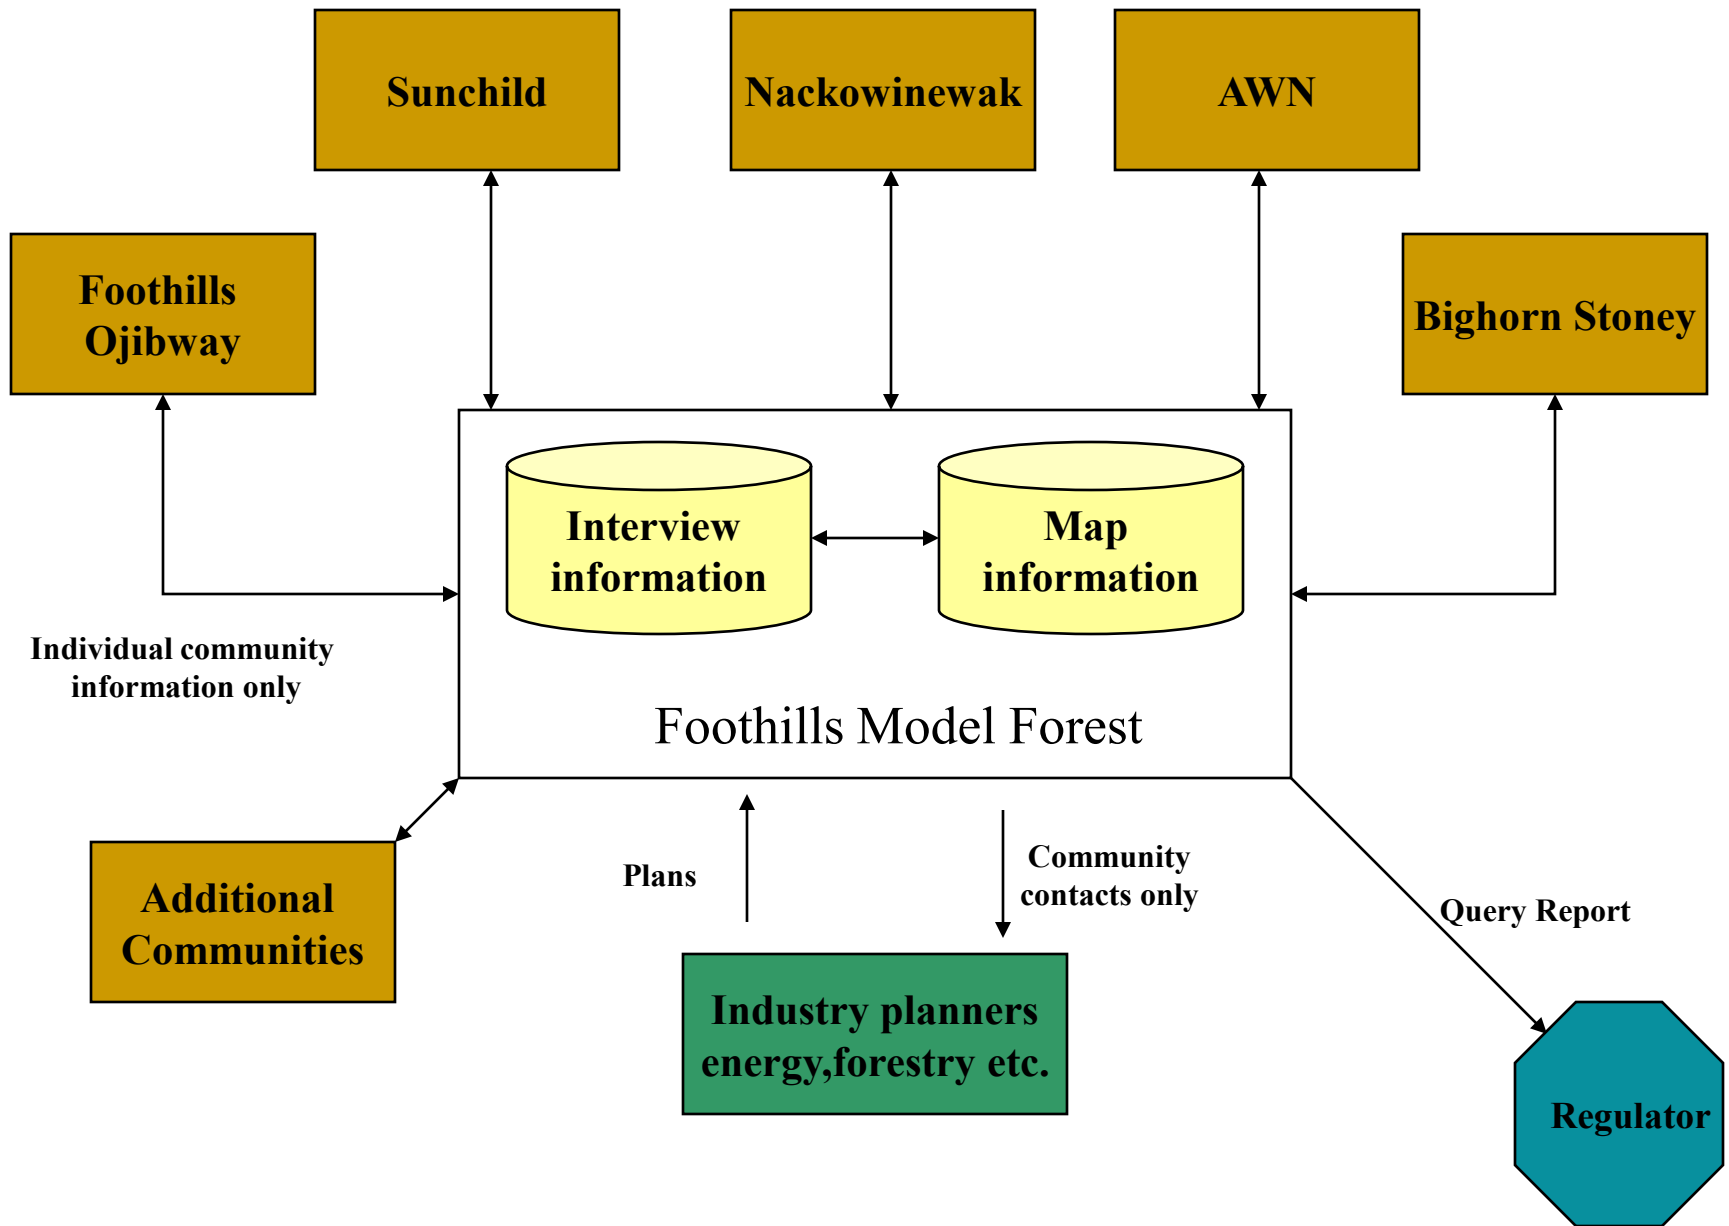 Sunchild
Nackowinewak
AWN
Foothills
Ojibway
Bighorn Stoney
Interview
information
Map
information
Individual community
information only
Foothills Model Forest
Additional
Communities
Plans
Community
contacts only
Query Report
Industry planners
energy,forestry etc.
Regulator